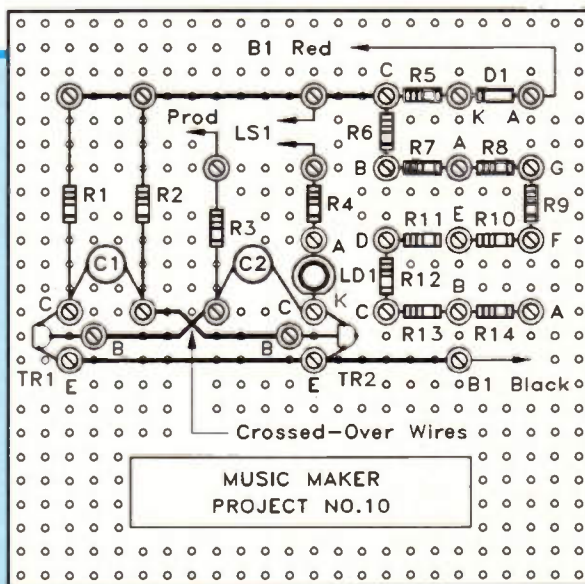 B1 Red
C R5 D1
K A
Prod LS1 R6
A
B R7 R8 G
R1 R2 R4 R9
R3 R11 E R10
D F
A
C1 C2 LD1 R12
K B
C C C A
B B R13 R14
TR1 E E TR2 B1 Black
Crossed-Over Wires
MUSIC MAKER
PROJECT NO.10